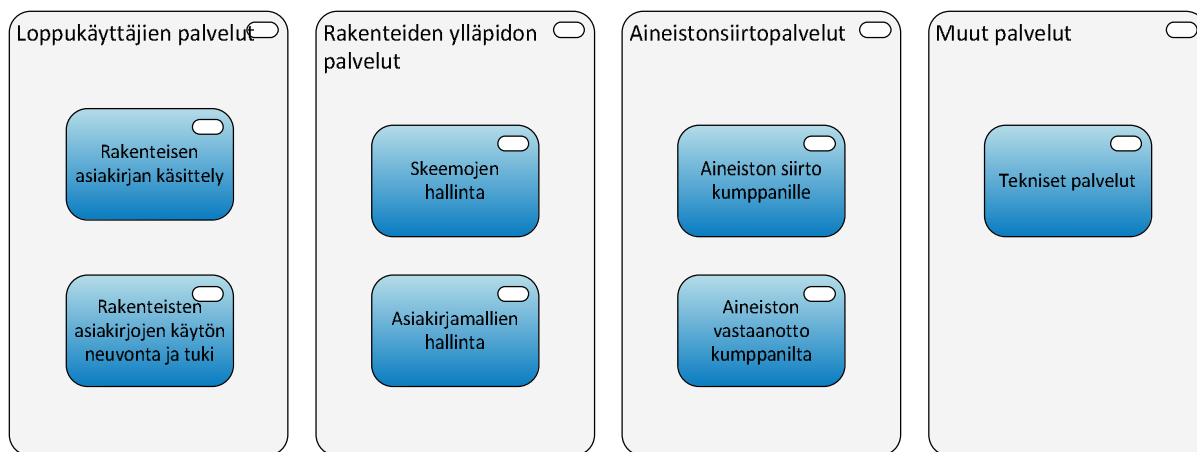 Loppukäyttäjien palvelut
Rakenteisen
asiakirjan käsittely
Rakenteisten
asiakirjojen käytön
neuvonta ja tuki
Rakenteiden ylläpidon
palvelut
Skeemojen
hallinta
Asiakirjamallien
hallinta
Aineistonsiirtopalvelut
Aineiston siirto
kumppanille
Aineiston
vastaanotto
kumppanilta
Muut palvelut
Tekniset palvelut